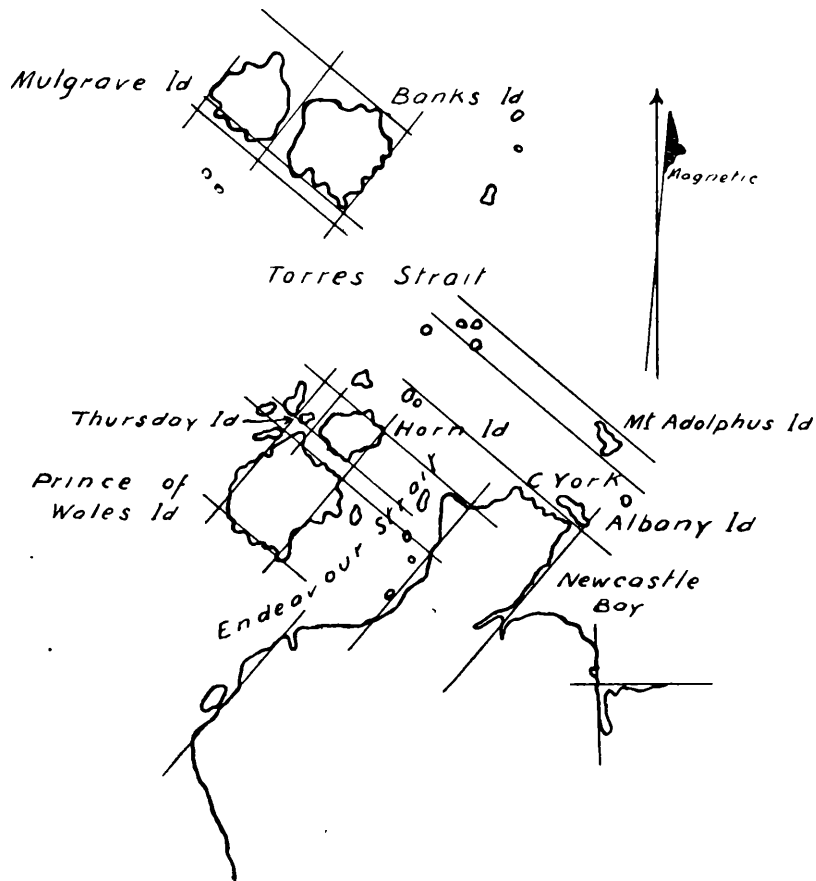 Mulgrave Id
Banks Id
Magnetic
Torres Strait
Thursday Id
Horn Id
Mt Adolphus Id
Prince of
Wales Id
C York
Albany Id
Endeavour Strait
Newcastle
Bay